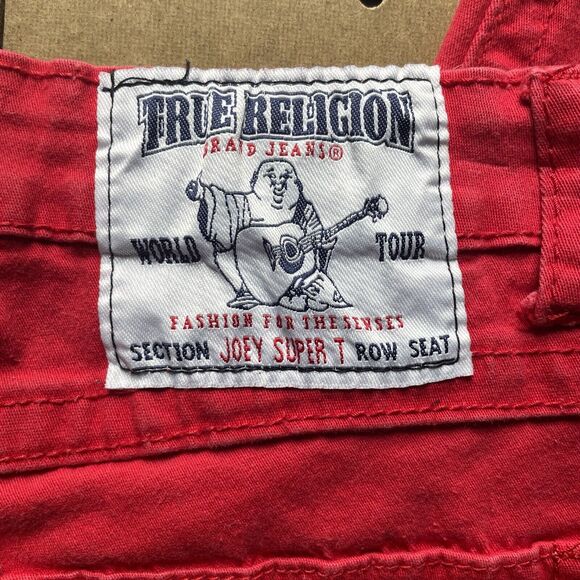 TRUE RELIGION
BRAND JEANS®
WORLD TOUR
FASHION FOR THE SENSES
SECTION JOEY SUPER T ROW SEAT